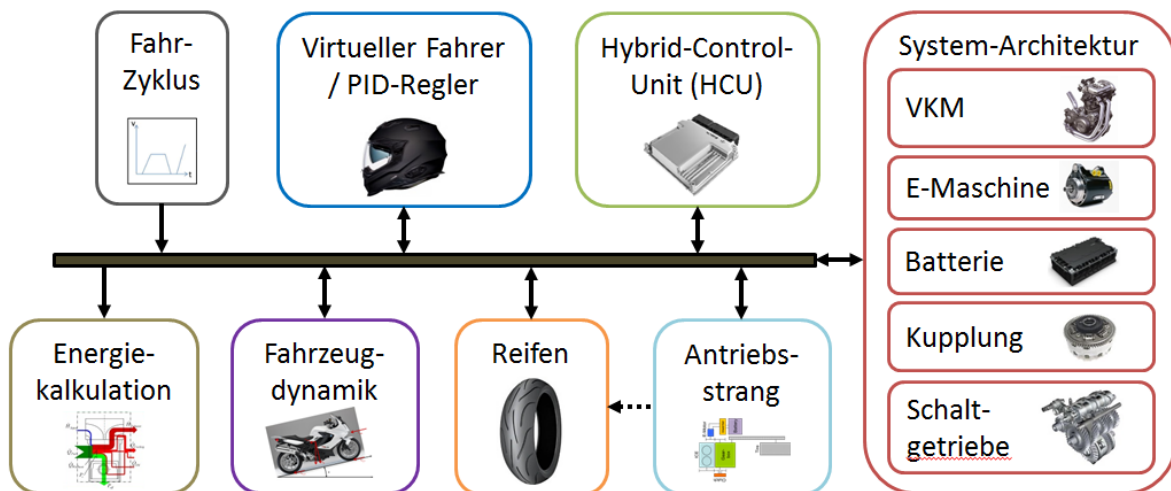 Fahr-
Zyklus
v
t
Virtueller Fahrer
/ PID-Regler
Hybrid-Control-
Unit (HCU)
System-Architektur
VKM
E-Maschine
Batterie
Kupplung
Schalt-
getriebe
Energie-
kalkulation
Fahrzeug-
dynamik
Reifen
Antriebs-
strang